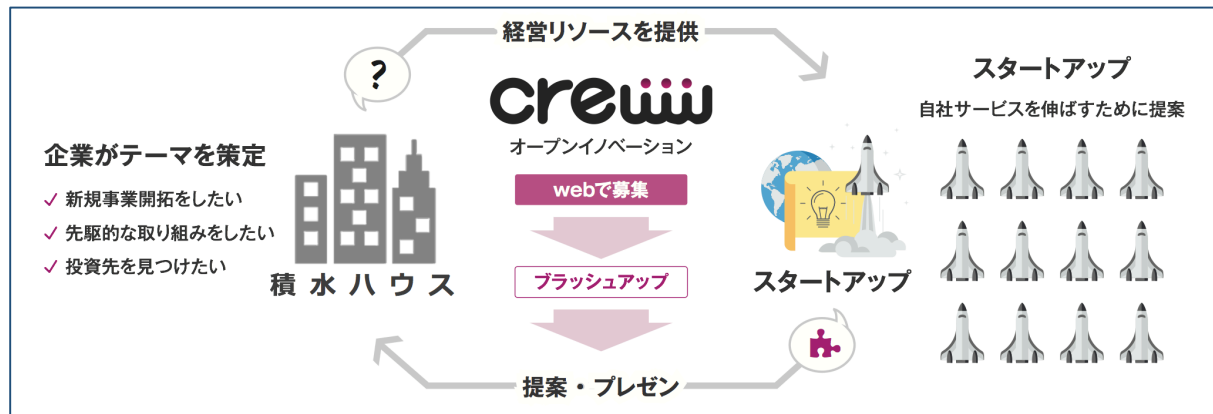 経営リソースを提供
?
creww
オープンイノベーション
webで募集
ブラッシュアップ
提案・プレゼン
企業がテーマを策定
✓ 新規事業開拓をしたい
✓ 先駆的な取り組みをしたい
✓ 投資先を見つけたい
積水ハウス
スタートアップ
スタートアップ
自社サービスを伸ばすために提案